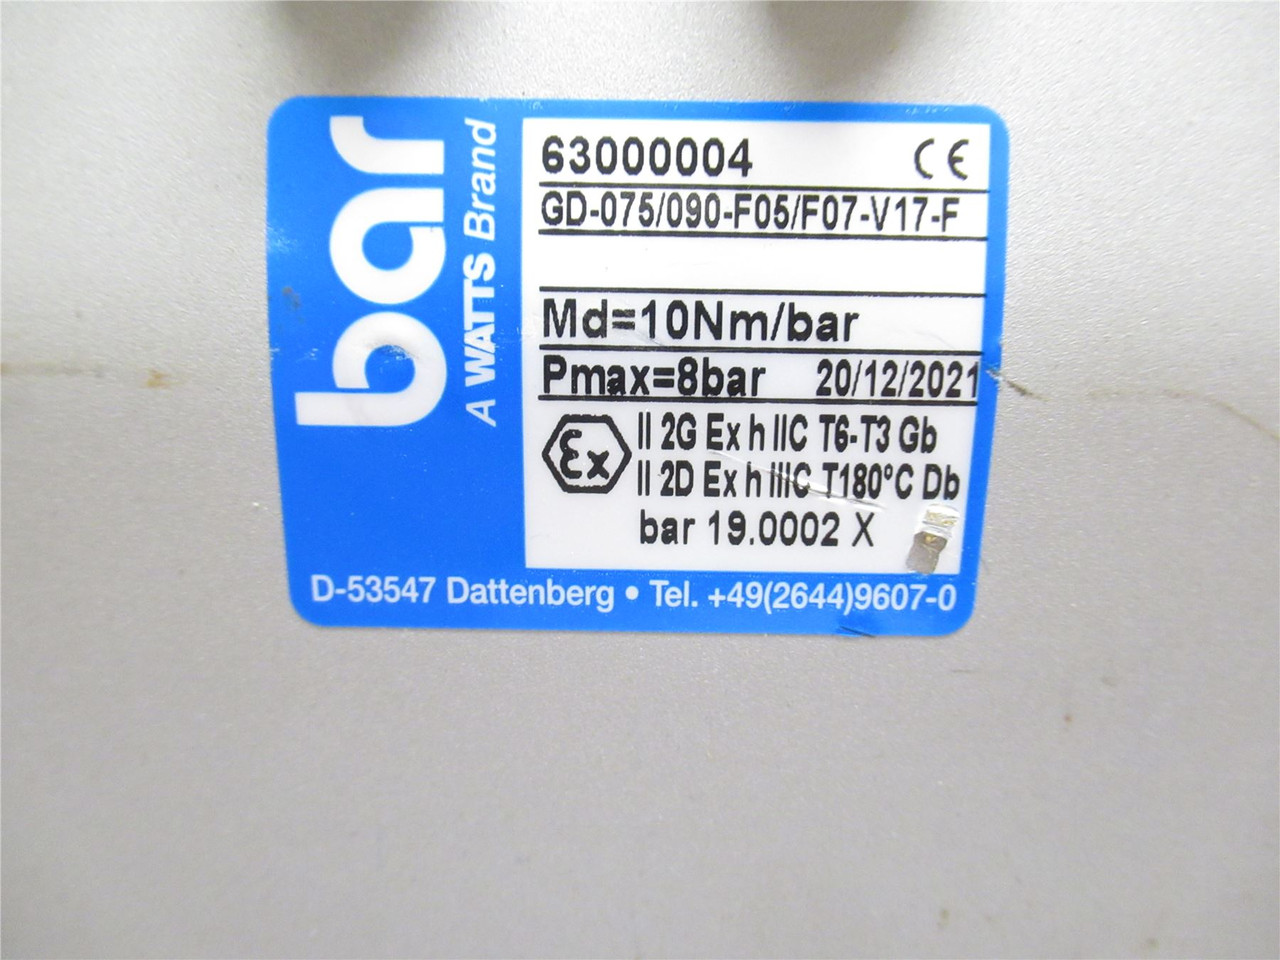 bar
A WATTS Brand
63000004 CE
GD-075/090-F05/F07-V17-F
Md=10Nm/bar
Pmax=8bar 20/12/2021
Ex II 2G Ex h IIC T6-T3 Gb
II 2D Ex h IIIC T180°C Db
bar 19.0002 X
D-53547 Dattenberg • Tel. +49(2644)9607-0